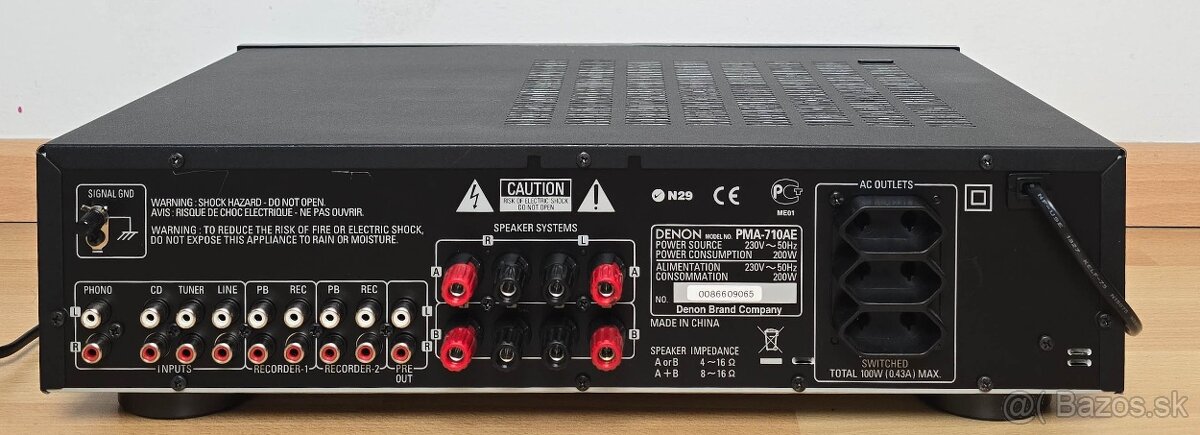 SIGNAL GND
WARNING : SHOCK HAZARD - DO NOT OPEN.
AVIS : RISQUE DE CHOC ELECTRIQUE - NE PAS OUVRIR.
WARNING : TO REDUCE THE RISK OF FIRE OR ELECTRIC SHOCK,
DO NOT EXPOSE THIS APPLIANCE TO RAIN OR MOISTURE.
CAUTION
RISK OF ELECTRIC SHOCK
DO NOT OPEN
N29
CE
ME01
SPEAKER SYSTEMS
R L
A A
B B
DENON MODEL NO. PMA-710AE
POWER SOURCE 230V~50Hz
POWER CONSUMPTION 200W
ALIMENTATION 230V~50Hz
CONSOMMATION 200W
NO. 0086609065
Denon Brand Company
MADE IN CHINA
SPEAKER IMPEDANCE
A or B 4~16 Ω
A + B 8~16 Ω
AC OUTLETS
SWITCHED
TOTAL 100W (0.43A) MAX.
PHONO CD TUNER LINE PB REC PB REC
L L
R R
INPUTS RECORDER-1 RECORDER-2 PRE
OUT
Bazos.sk